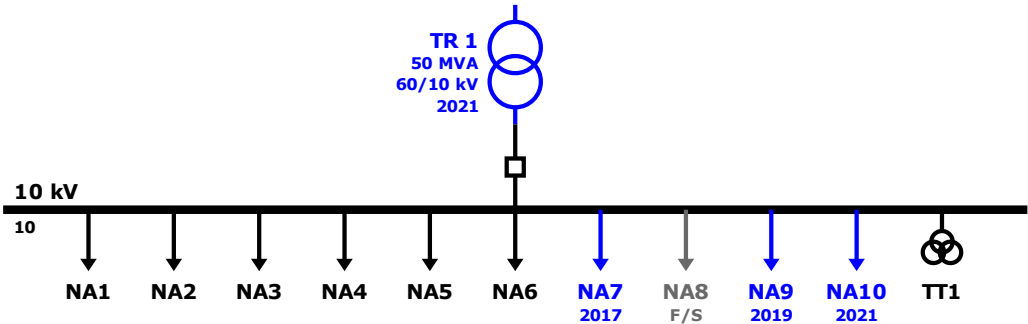 TR 1
50 MVA
60/10 kV
2021
10 kV
10
NA1 NA2 NA3 NA4 NA5 NA6 NA7 NA8 NA9 NA10 TT1
2017 F/S 2019 2021